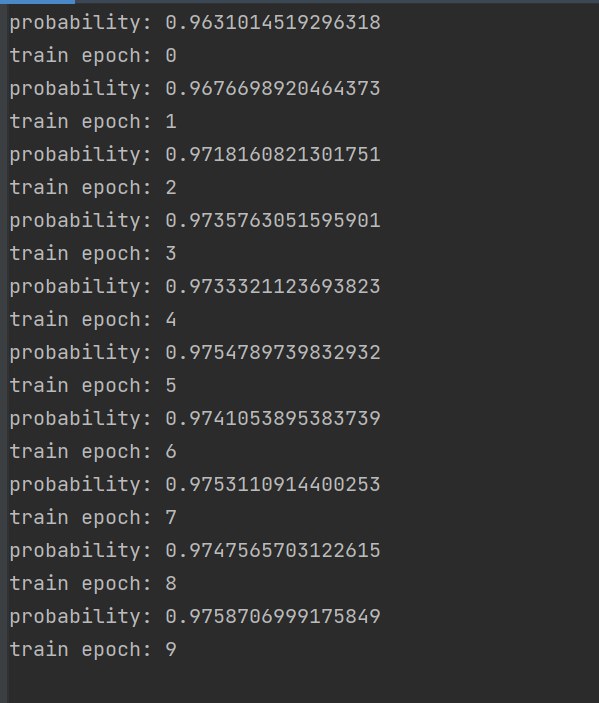 probability: 0.9631014519296318
train epoch: 0
probability: 0.9676698920464373
train epoch: 1
probability: 0.9718160821301751
train epoch: 2
probability: 0.9735763051595901
train epoch: 3
probability: 0.9733321123693823
train epoch: 4
probability: 0.9754789739832932
train epoch: 5
probability: 0.9741053895383739
train epoch: 6
probability: 0.9753110914400253
train epoch: 7
probability: 0.9747565703122615
train epoch: 8
probability: 0.9758706999175849
train epoch: 9